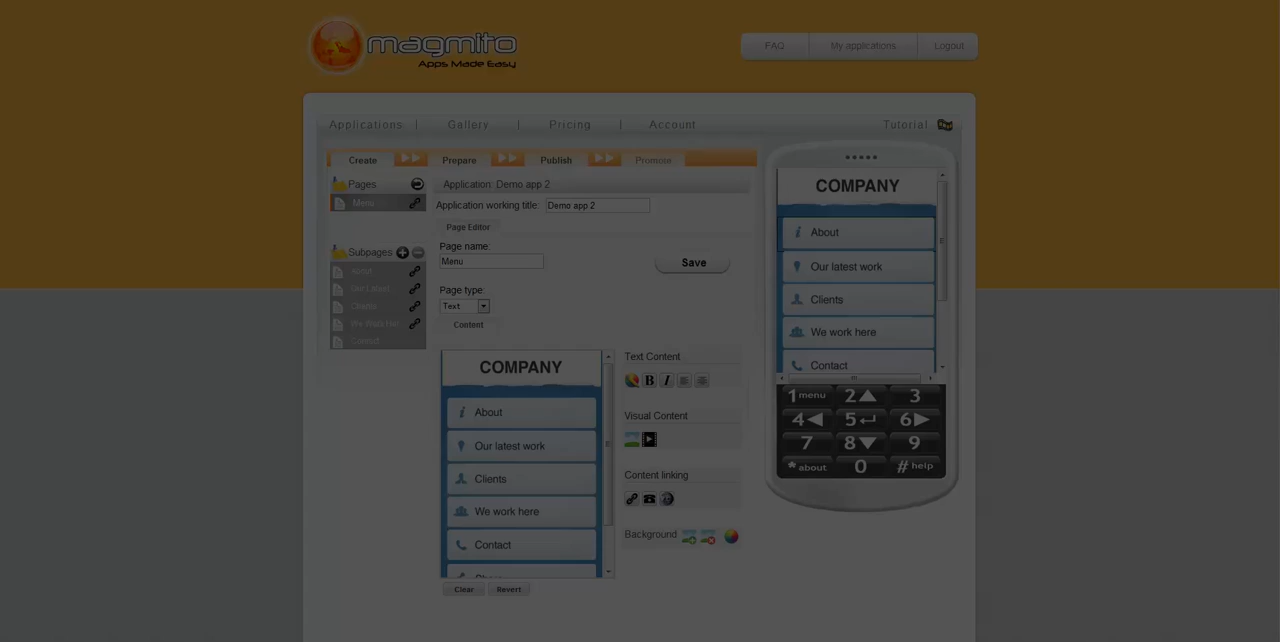 magmito
Apps Made Easy
FAQ
My applications
Logout
Applications
Gallery
Pricing
Account
Tutorial
Create
Prepare
Publish
Promote
Pages
Menu
Subpages
Our Latest
Clients
Contact
Application: Demo app 2
Application working title:
Demo app 2
Page Editor
Page name:
Menu
Save
Page type:
Text
Content
COMPANY
About
Our latest work
Clients
We work here
Contact
Clear
Revert
Text Content
B
I
Visual Content
Content linking
Background
COMPANY
About
Our latest work
Clients
We work here
Contact
1 menu 2 3
4 5 6
7 8 9
* about 0 # help